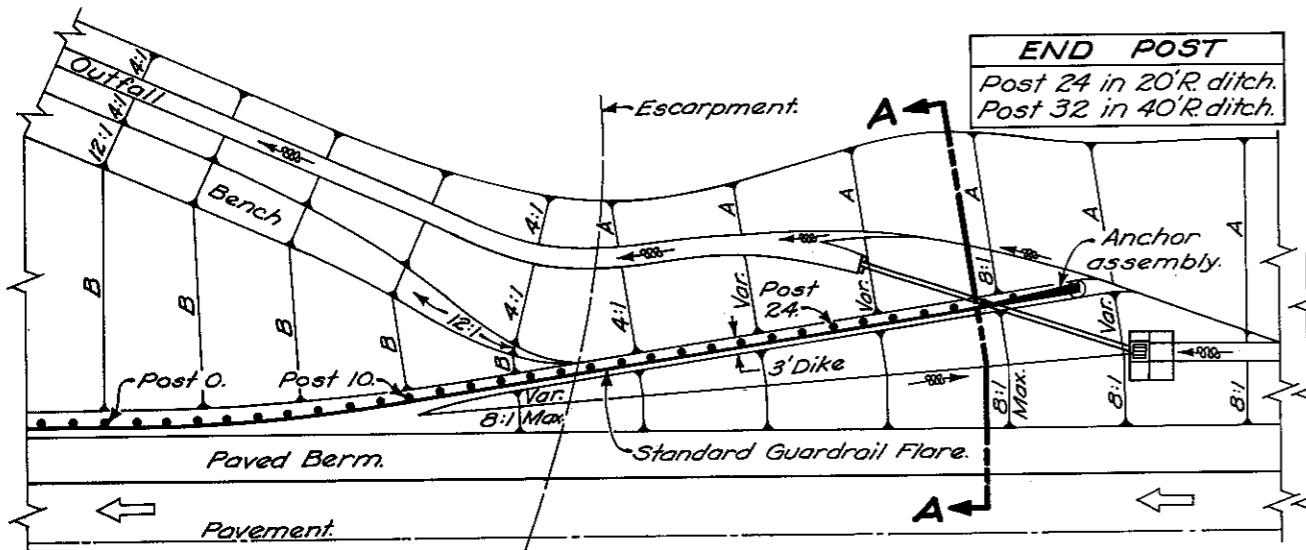 END POST
Post 24 in 20'R. ditch.
Post 32 in 40'R. ditch.
4:1
Outfall
4:1
12:1
Escarpment.
A
Bench
4:1
A
A
A
8:1
A
A
Anchor
assembly.
B
B
B
B
12:1
4:1
4:1
Var.
Post
24
Var.
Var.
B
Post 0.
Post 10.
3' Dike
Var.
8:1 Max.
8:1
Max.
8:1
8:1
Paved Berm.
Standard Guardrail Flare.
A
Pavement.